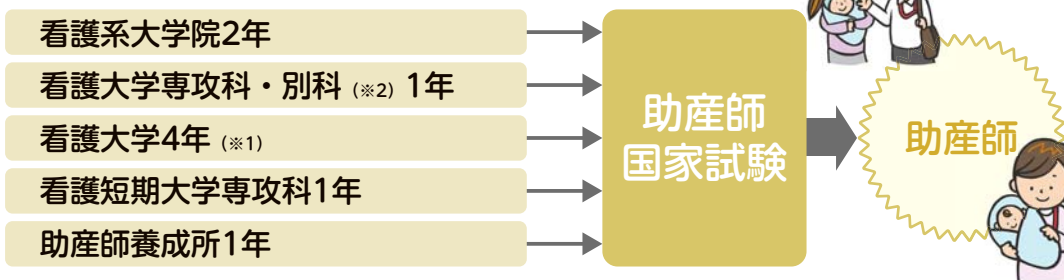 看護系大学院2年
看護大学専攻科・別科 (※2) 1年
看護大学4年 (※1)
看護短期大学専攻科1年
助産師養成所1年
助産師
国家試験
助産師